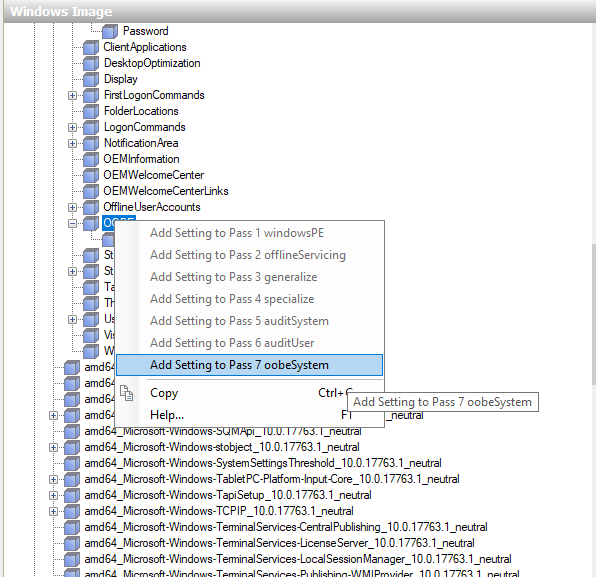 Windows Image
Password
ClientApplications
DesktopOptimization
Display
FirstLogonCommands
FolderLocations
LogonCommands
NotificationArea
OEMInformation
OEMWelcomeCenter
OEMWelcomeCenterLinks
OfflineUserAccounts
Add Setting to Pass 1 windowsPE
Add Setting to Pass 2 offlineServicing
St
Add Setting to Pass 3 generalize
St
Ta
Add Setting to Pass 4 specialize
Th
Add Setting to Pass 5 auditSystem
Us
Vis
Add Setting to Pass 6 auditUser
W
Add Setting to Pass 7 oobeSystem
amd64
amd64
Copy Ctrl+C
amd64
Add Setting to Pass 7 oobeSystem
amd64
Help... F1
_neutral
amd64_Microsoft-Windows-SQMApi_10.0.17763.1_neutral
amd64_Microsoft-Windows-stobject_10.0.17763.1_neutral
amd64_Microsoft-Windows-SystemSettingsThreshold_10.0.17763.1_neutral
amd64_Microsoft-Windows-TabletPC-Platform-Input-Core_10.0.17763.1_neutral
amd64_Microsoft-Windows-TapiSetup_10.0.17763.1_neutral
amd64_Microsoft-Windows-TCPIP_10.0.17763.1_neutral
amd64_Microsoft-Windows-TerminalServices-CentralPublishing_10.0.17763.1_neutral
amd64_Microsoft-Windows-TerminalServices-LicenseServer_10.0.17763.1_neutral
amd64_Microsoft-Windows-TerminalServices-LocalSessionManager_10.0.17763.1_neutral
amd64_Microsoft-Windows-TerminalServices-Publishing-WMIProvider_10.0.17763.1_neutral